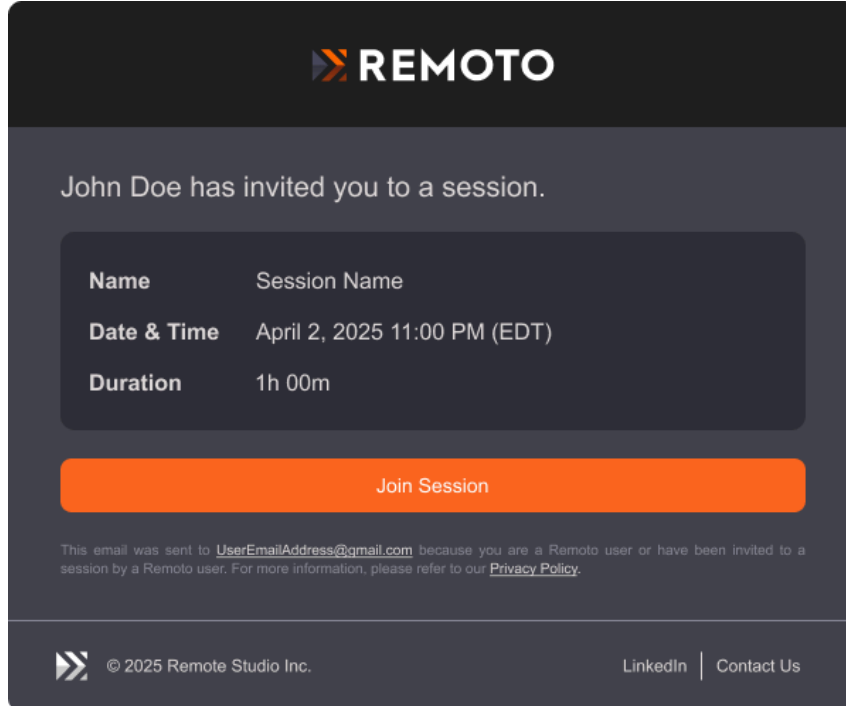 REMOTO
John Doe has invited you to a session.
Name Session Name
Date & Time April 2, 2025 11:00 PM (EDT)
Duration 1h 00m
Join Session
This email was sent to UserEmailAddress@gmail.com because you are a Remoto user or have been invited to a
session by a Remoto user. For more information, please refer to our Privacy Policy.
© 2025 Remote Studio Inc. LinkedIn Contact Us